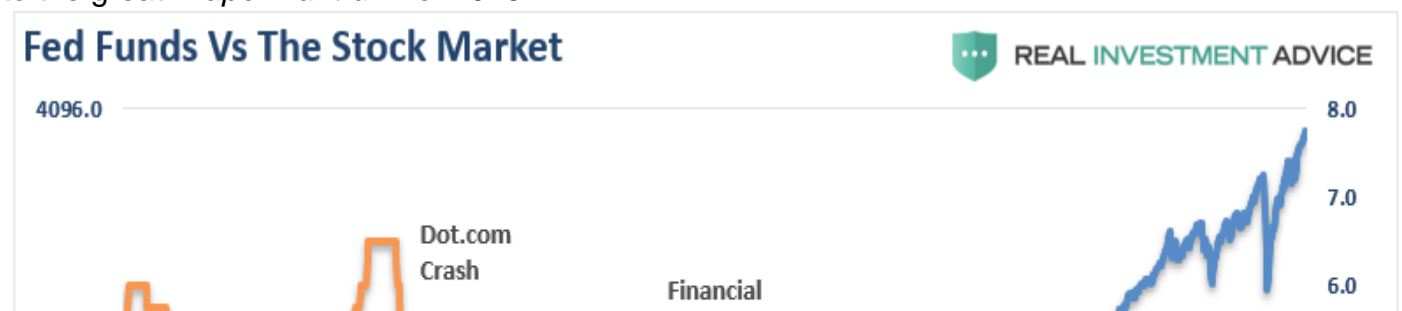 Fed Funds Vs The Stock Market
REAL INVESTMENT ADVICE
4096.0
8.0
7.0
Dot.com
Crash
Financial
6.0